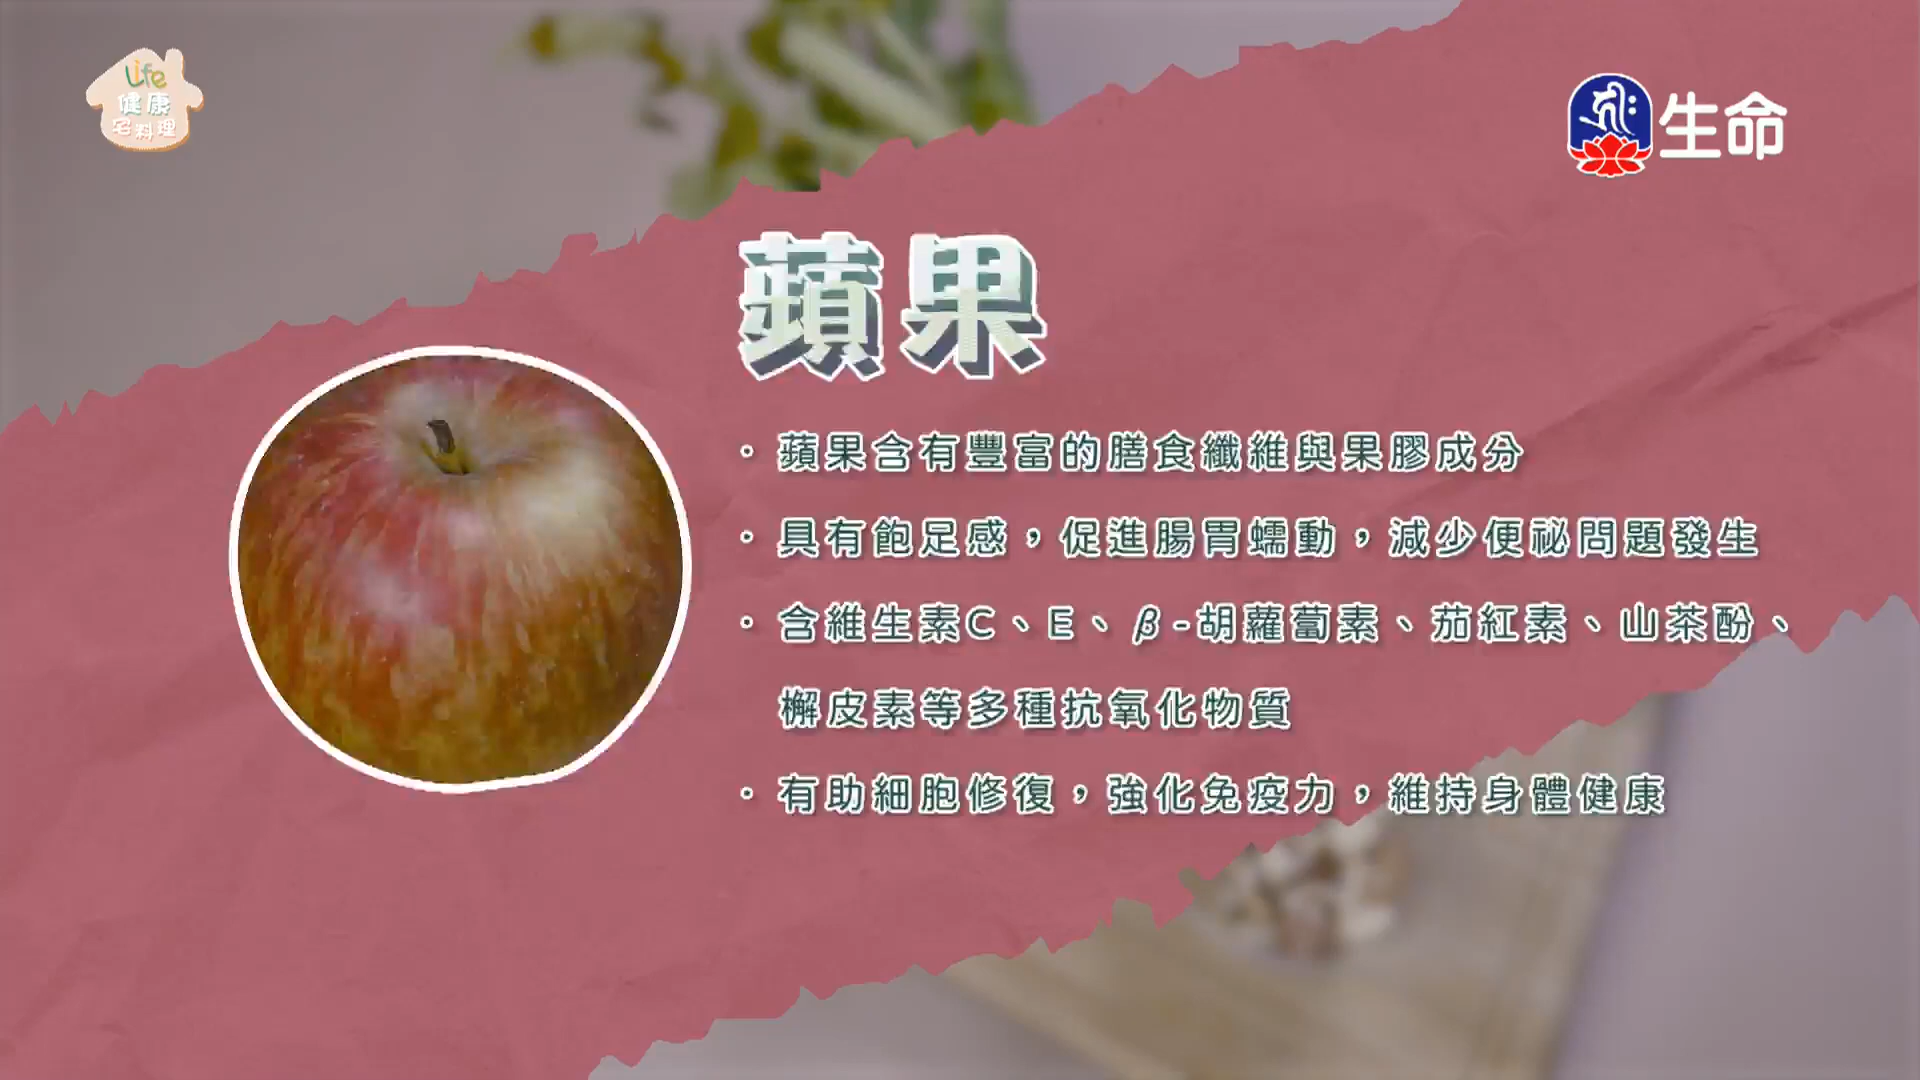 Life
健康
宅料理
生命
蘋果
・蘋果含有豐富的膳食纖維與果膠成分
・具有飽足感，促進腸胃蠕動，減少便祕問題發生
・含維生素C、E、β-胡蘿蔔素、茄紅素、山茶酚、
檞皮素等多種抗氧化物質
・有助細胞修復，強化免疫力，維持身體健康